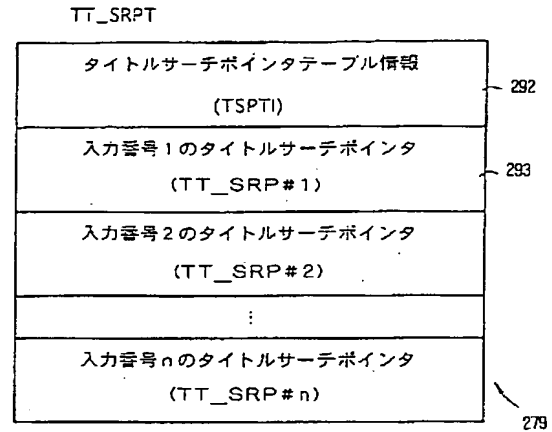 TT_SRPT
タイトルサーチポインタテーブル情報
(TSPTI)
292
入力番号1のタイトルサーチポインタ
(TT_SRP#1)
293
入力番号2のタイトルサーチポインタ
(TT_SRP#2)
⋮
入力番号nのタイトルサーチポインタ
(TT_SRP#n)
279